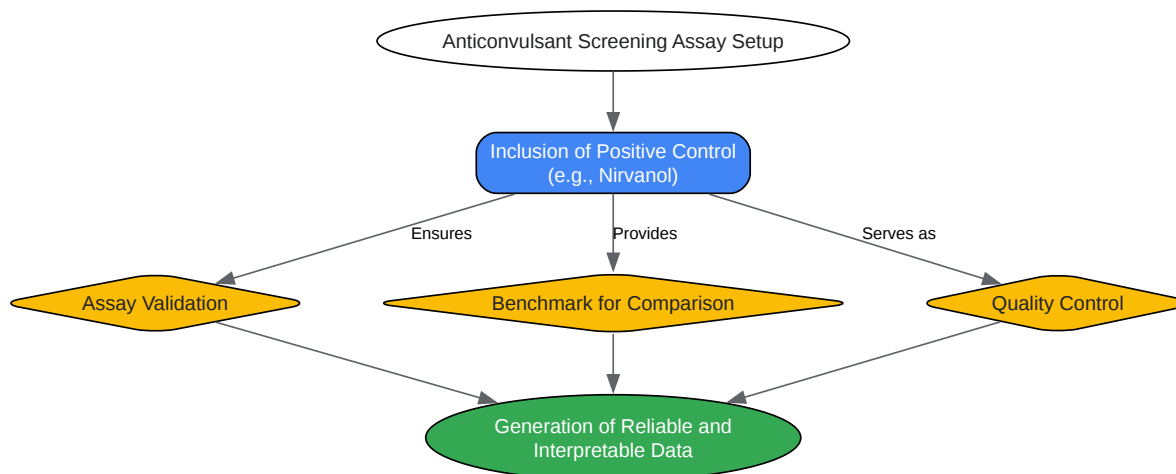 Anticonvulsant Screening Assay Setup
Inclusion of Positive Control
(e.g., Nirvanol)
Ensures
Provides
Serves as
Assay Validation
Benchmark for Comparison
Quality Control
Generation of Reliable and
Interpretable Data